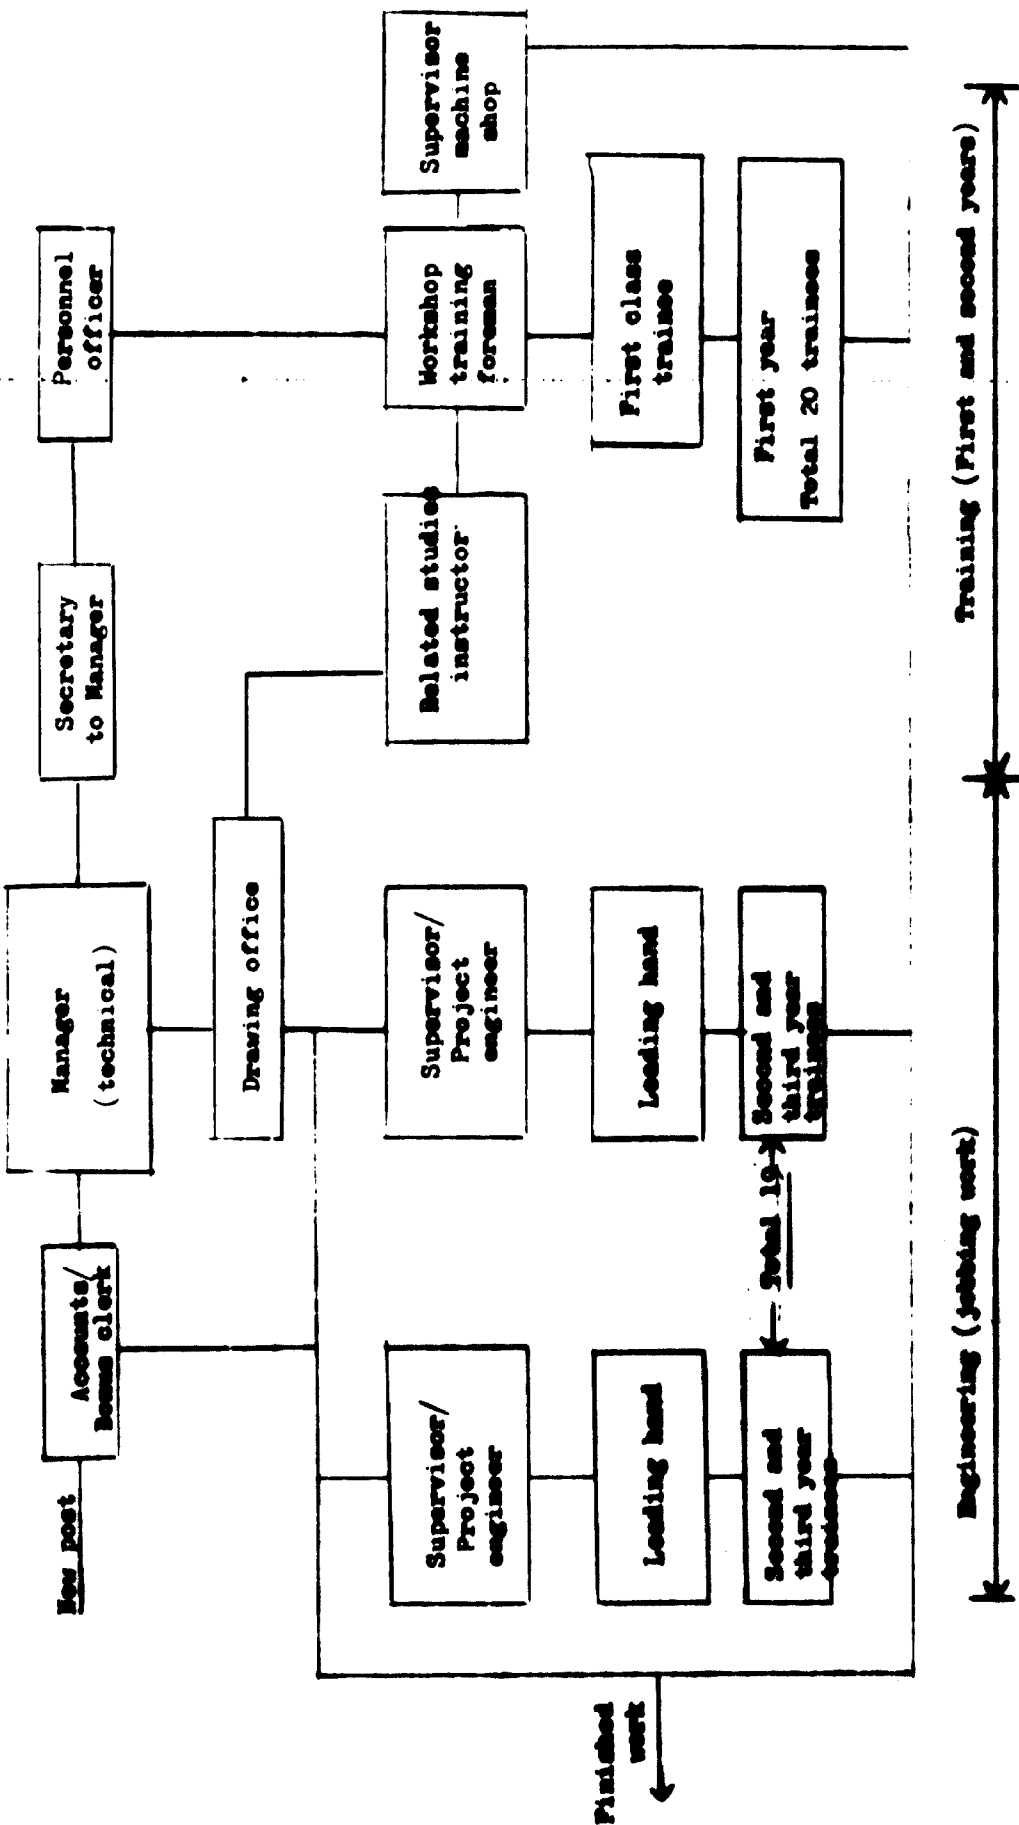 New post
Accounts/
Bonus clerk
Manager
(technical)
Secretary
to Manager
Personnel
officer
Drawing office
Supervisor/
Project
engineer
Supervisor/
Project
engineer
Related studies
instructor
Workshop
training
foreman
Supervisor
machine
shop
Leading hand
Leading hand
First class
trainee
Second and
third year
trainees
Total 19
Second and
third year
trainees
First year
Total 20 trainees
Finished
work
Engineering (jobbing work)
Training (First and second years)